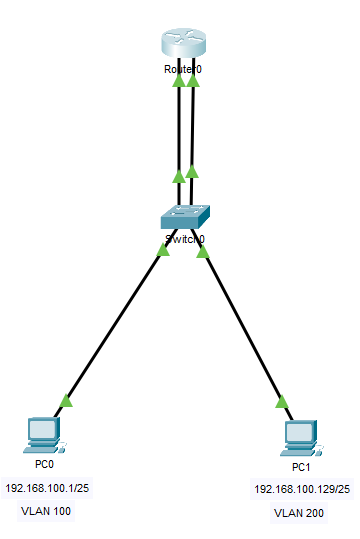 Router0
Switch0
PC0
192.168.100.1/25
VLAN 100
PC1
192.168.100.129/25
VLAN 200